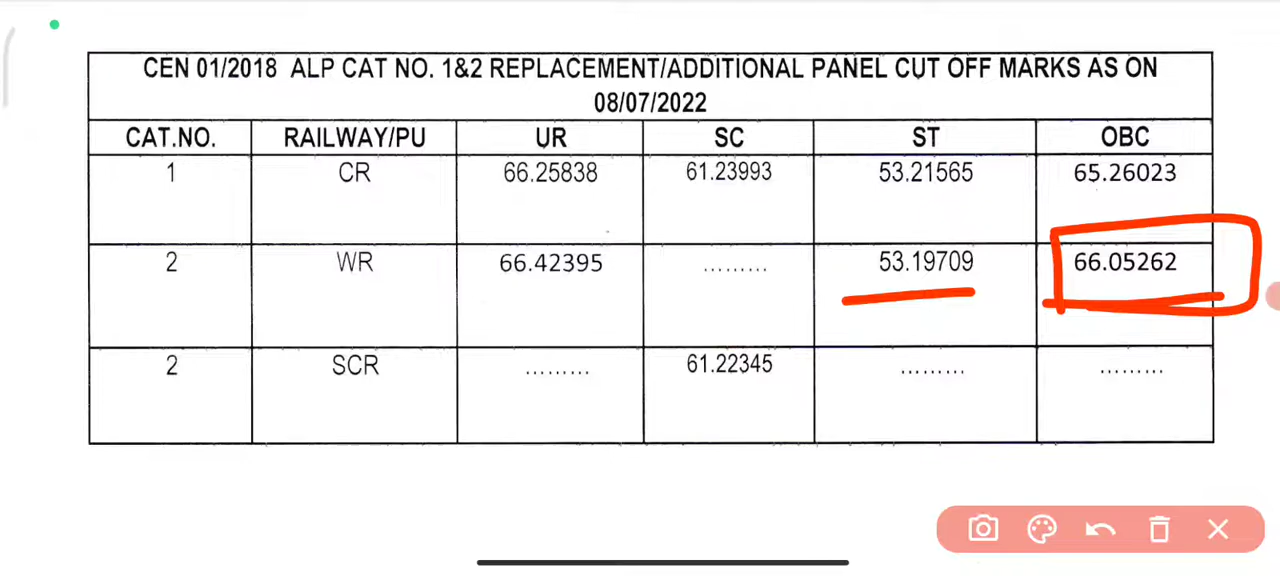 CEN 01/2018 ALP CAT NO. 1&2 REPLACEMENT/ADDITIONAL PANEL CUT OFF MARKS AS ON
08/07/2022
CAT.NO. RAILWAY/PU UR SC ST OBC
1 CR 66.25838 61.23993 53.21565 65.26023
2 WR 66.42395 ......... 53.19709 66.05262
2 SCR ......... 61.22345 ......... .........